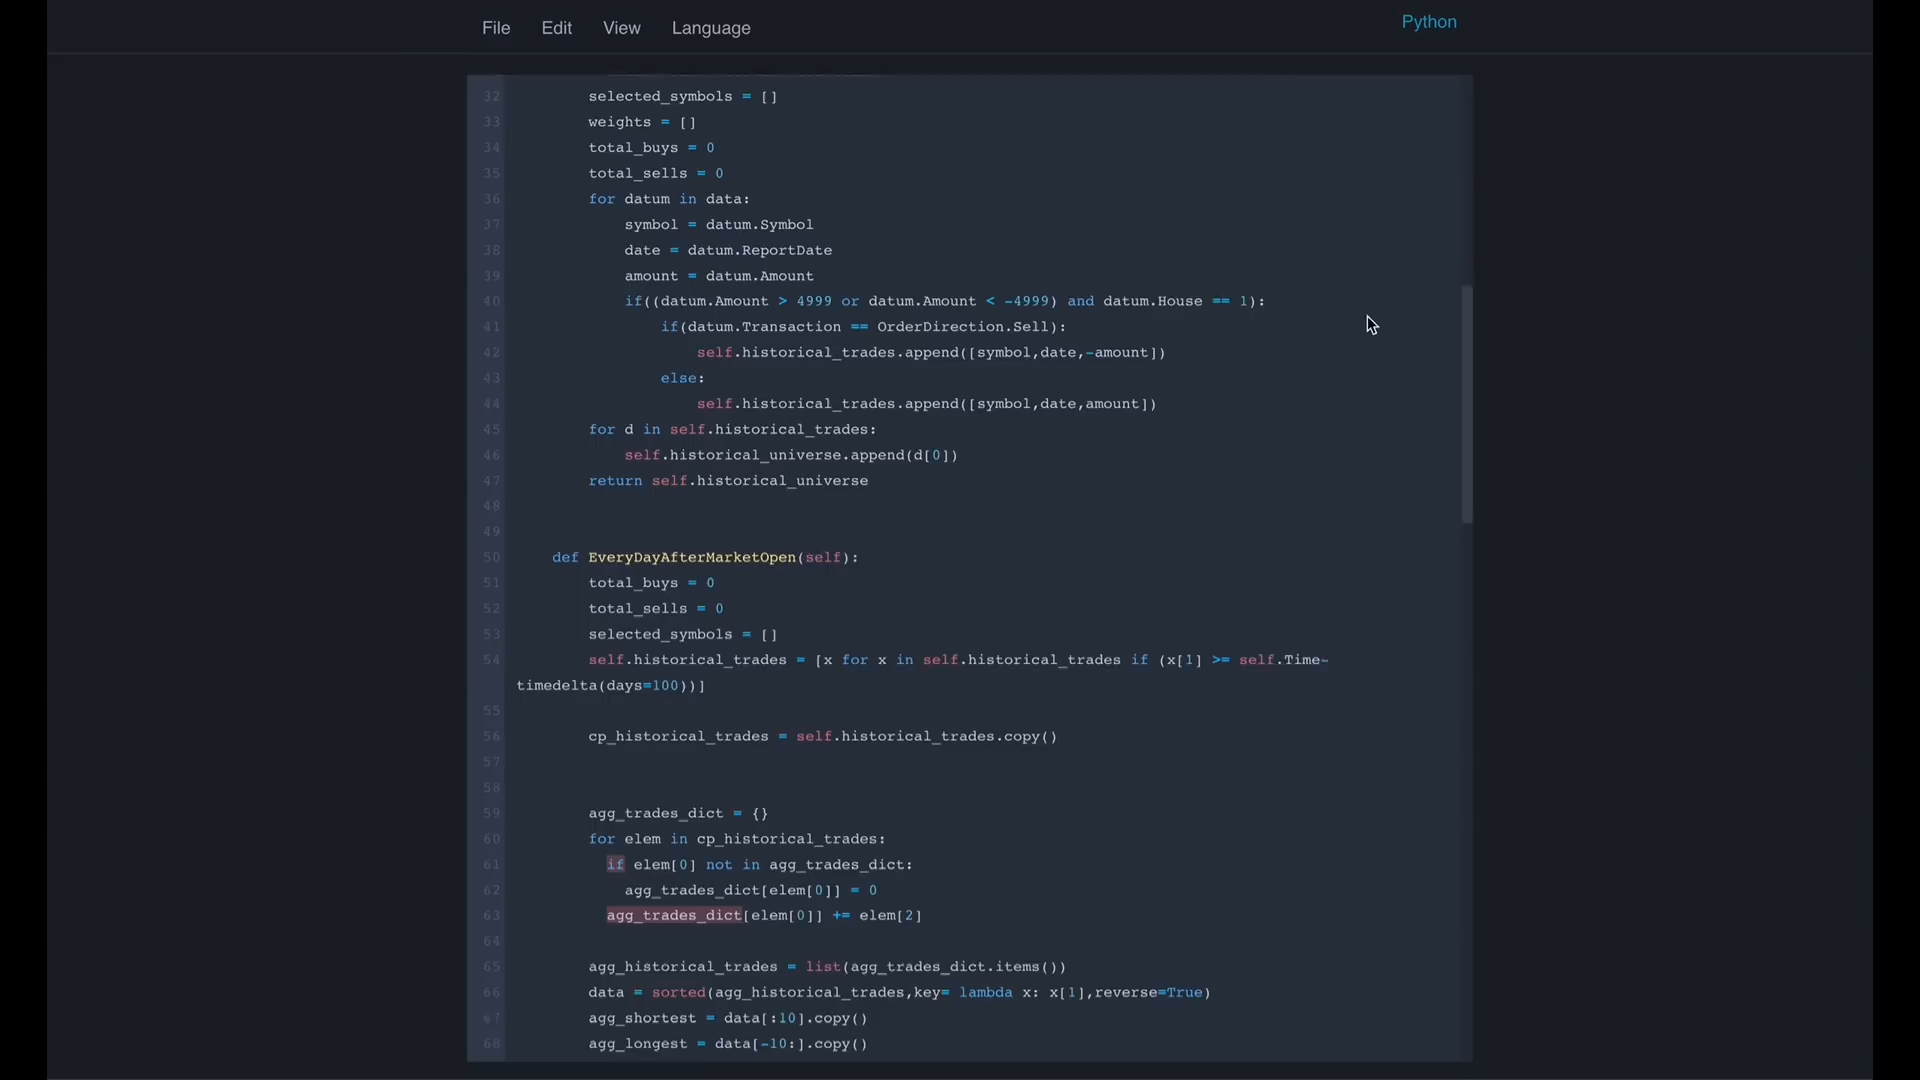 File Edit View Language Python
32 selected_symbols = []
33 weights = []
34 total_buys = 0
35 total_sells = 0
36 for datum in data:
37 symbol = datum.Symbol
38 date = datum.ReportDate
39 amount = datum.Amount
40 if((datum.Amount > 4999 or datum.Amount < -4999) and datum.House == 1):
41 if(datum.Transaction == OrderDirection.Sell):
42 self.historical_trades.append([symbol,date,-amount])
43 else:
44 self.historical_trades.append([symbol,date,amount])
45 for d in self.historical_trades:
46 self.historical_universe.append(d[0])
47 return self.historical_universe
48
49
50 def EveryDayAfterMarketOpen(self):
51 total_buys = 0
52 total_sells = 0
53 selected_symbols = []
54 self.historical_trades = [x for x in self.historical_trades if (x[1] >= self.Time-
timedelta(days=100))]
55
56 cp_historical_trades = self.historical_trades.copy()
57
58
59 agg_trades_dict = {}
60 for elem in cp_historical_trades:
61 if elem[0] not in agg_trades_dict:
62 agg_trades_dict[elem[0]] = 0
63 agg_trades_dict[elem[0]] += elem[2]
64
65 agg_historical_trades = list(agg_trades_dict.items())
66 data = sorted(agg_historical_trades,key= lambda x: x[1],reverse=True)
67 agg_shortest = data[:10].copy()
68 agg_longest = data[-10:].copy()